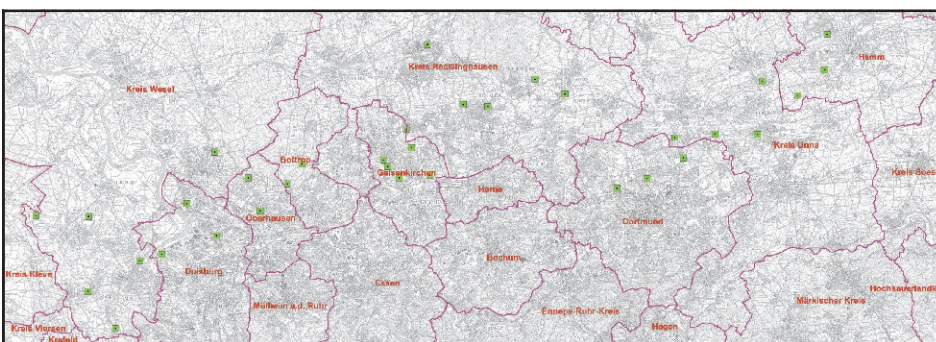 Hamm
Kreis Recklinghausen
Kreis Wesel
Kreis Unna
Bottrop
Gelsenkirchen
Kreis Soes
Herne
Oberhausen
Dortmund
Bochum
Kreis Kleve
Duisburg
Essen
Hochsauerlandk
Mülheim a.d. Ruhr
Märkischer Kreis
Ennepe-Ruhr-Kreis
Kreis Viersen
Hagen
Krefeld